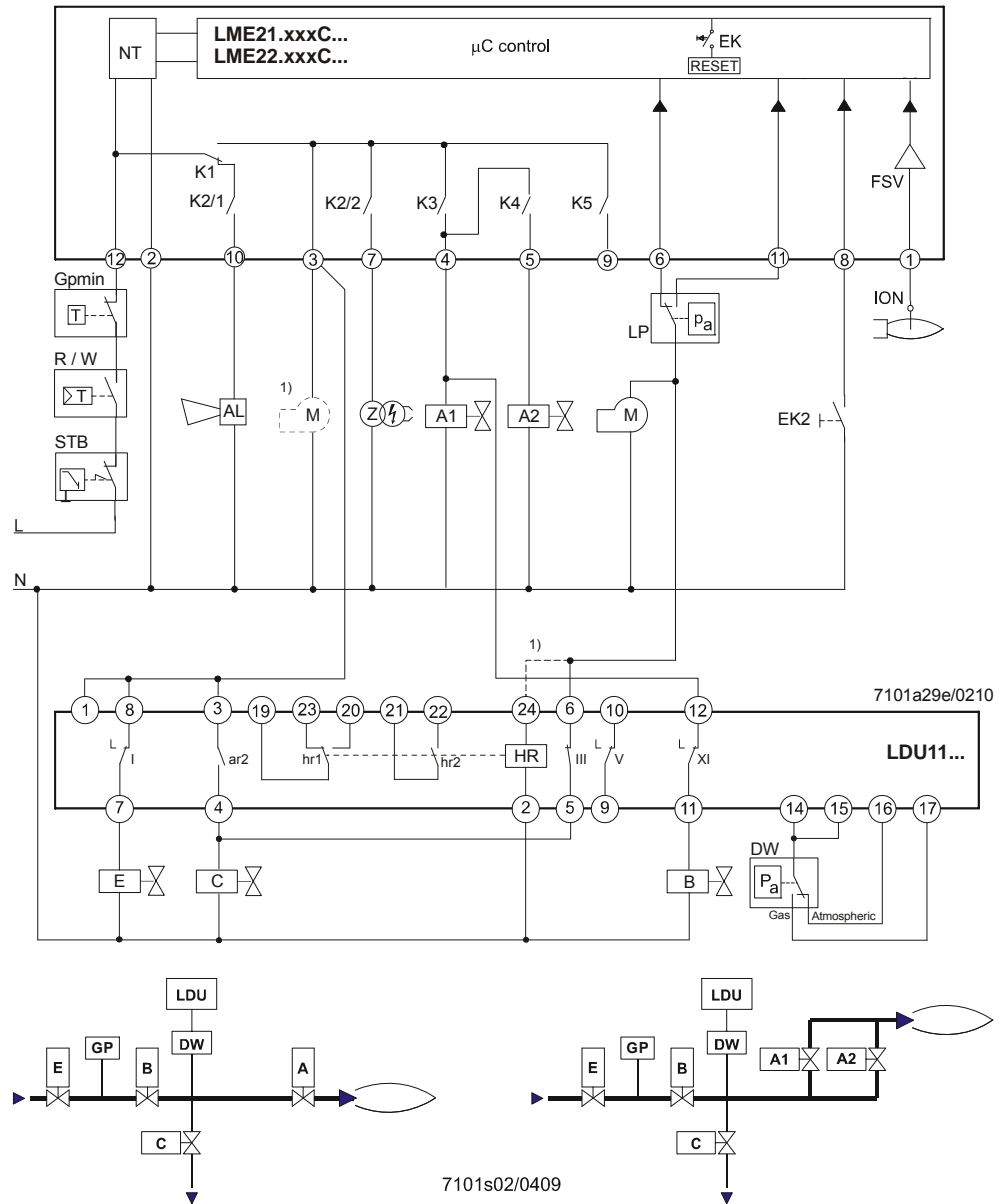 LME21.xxxC...
LME22.xxxC...
NT
µC control
EK
RESET
FSV
K1
K2/1
K2/2
K3
K4
K5
12
2
10
3
7
4
5
9
6
11
8
1
Gpmin
T
R / W
T
STB
L
N
AL
1)
M
Z
A1
A2
LP
pa
M
EK2
ION
1)
7101a29e/0210
1
8
3
19
23
20
21
22
24
6
10
12
LDU11...
L
I
ar2
hr1
hr2
HR
III
L
V
L
XI
7
4
2
5
9
11
14
15
16
17
DW
Pa
Gas
Atmospheric
E
C
B
LDU
DW
E
GP
B
A
C
LDU
DW
E
GP
B
A1
A2
C
7101s02/0409